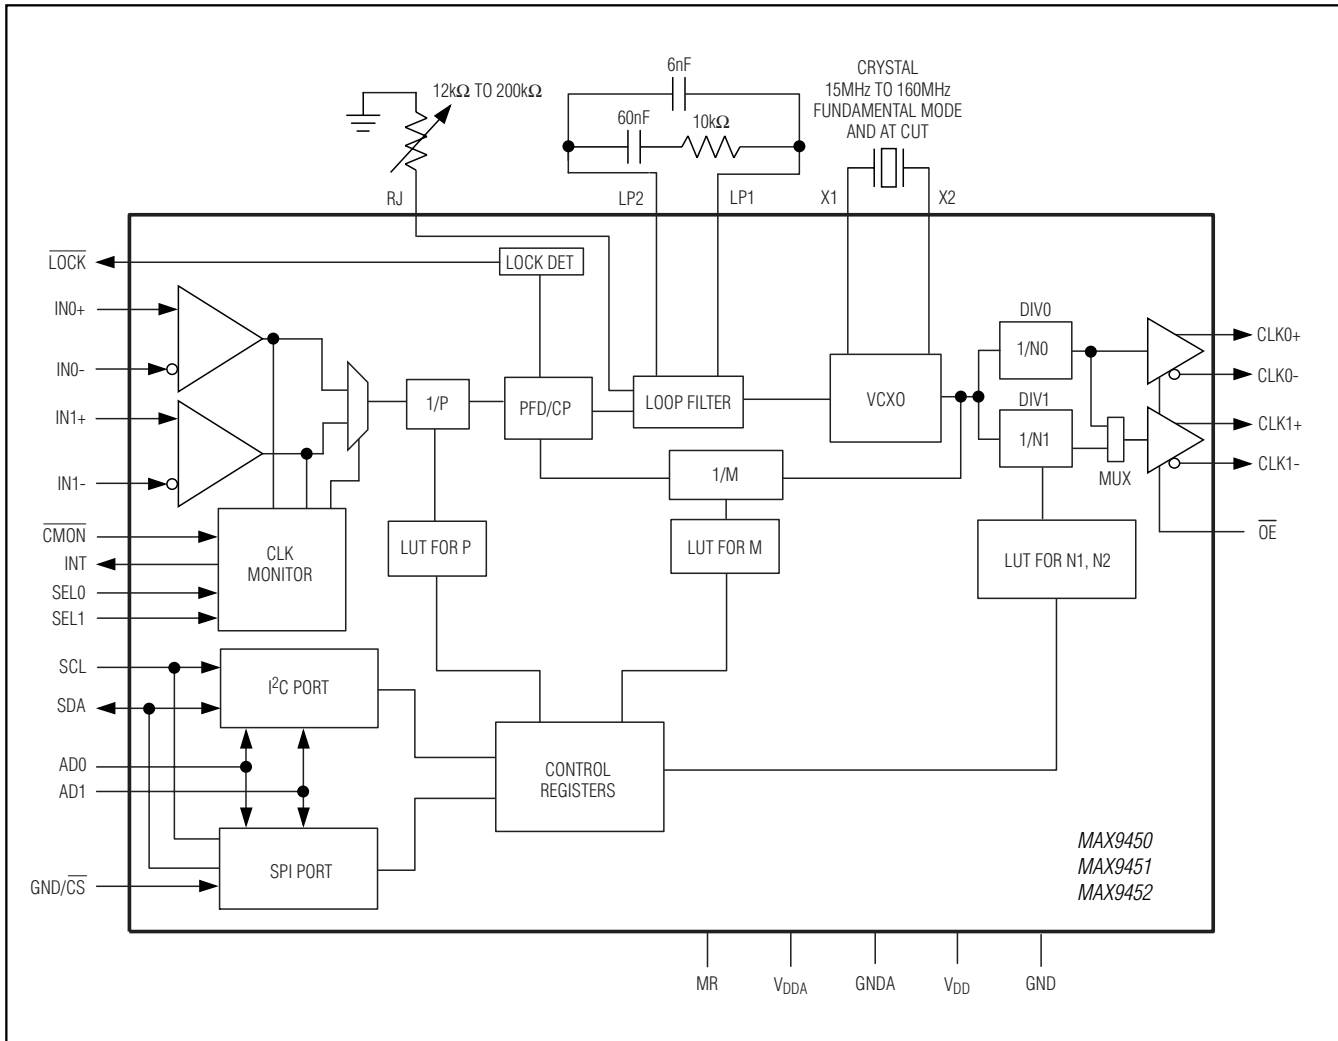 6nF
CRYSTAL
15MHz TO 160MHz
FUNDAMENTAL MODE
AND AT CUT
12kΩ TO 200kΩ
60nF
10kΩ
RJ
LP2
LP1
X1
X2
LOCK
LOCK DET
IN0+
IN0-
IN1+
IN1-
1/P
PFD/CP
LOOP FILTER
VCXO
DIV0
1/N0
DIV1
1/N1
MUX
CLK0+
CLK0-
CLK1+
CLK1-
OE
1/M
CMON
INT
SEL0
SEL1
CLK
MONITOR
LUT FOR P
LUT FOR M
LUT FOR N1, N2
SCL
SDA
AD0
AD1
GND/CS
I²C PORT
SPI PORT
CONTROL
REGISTERS
MAX9450
MAX9451
MAX9452
MR
VDDA
GNDA
VDD
GND